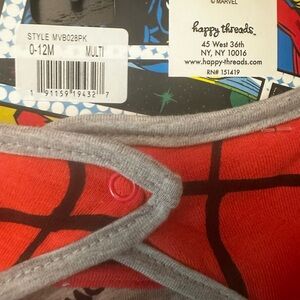 © MARVEL
happy threads
45 West 36th
NY, NY 10016
www.happy-threads.com
RN# 151419
STYLE MVB028PK
0-12M MULTI
1 91159 19432 7